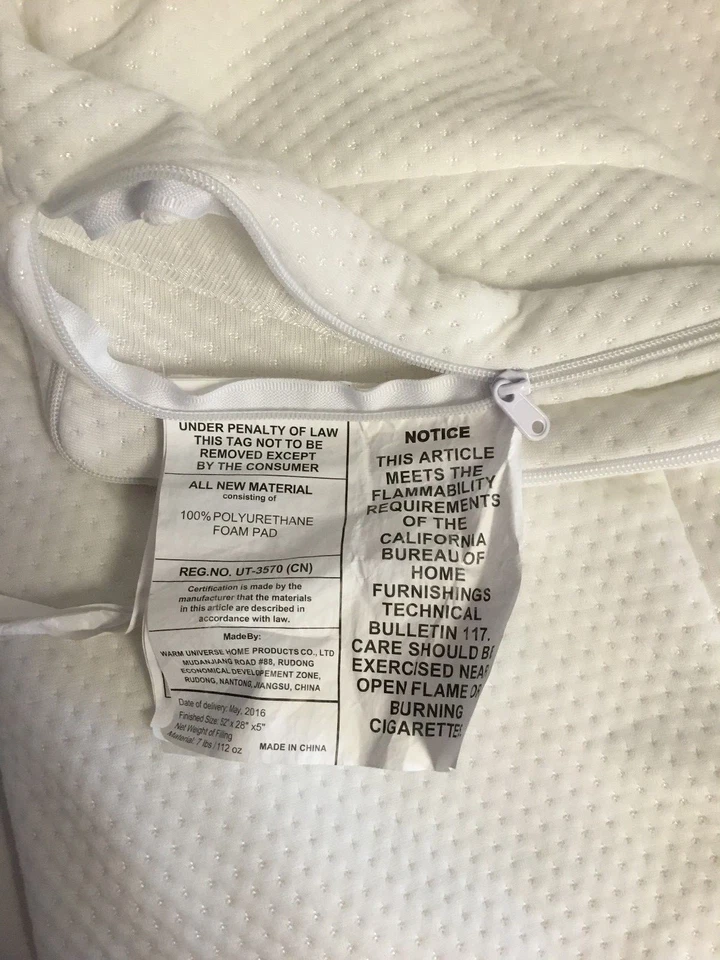 UNDER PENALTY OF LAW
THIS TAG NOT TO BE
REMOVED EXCEPT
BY THE CONSUMER
ALL NEW MATERIAL
consisting of
100% POLYURETHANE
FOAM PAD
REG.NO. UT-3570 (CN)
Certification is made by the
manufacturer that the materials
in this article are described in
accordance with law.
MadeBy:
WARM UNIVERSE HOME PRODUCTS CO., LTD
MUDANJIANG ROAD #88, RUDONG
ECONOMICAL DEVELOPEMENT ZONE,
RUDONG, NANTONG, JIANGSU, CHINA
Date of delivery: May, 2016
Finished Size: 52" x 28" x5"
Net Weight of Filing
Material: 7 lbs / 112 oz
MADE IN CHINA
NOTICE
THIS ARTICLE
MEETS THE
FLAMMABILITY
REQUIREMENTS
OF THE
CALIFORNIA
BUREAU OF
HOME
FURNISHINGS
TECHNICAL
BULLETIN 117.
CARE SHOULD BE
EXERCISED NEAR
OPEN FLAME OR
BURNING
CIGARETTE